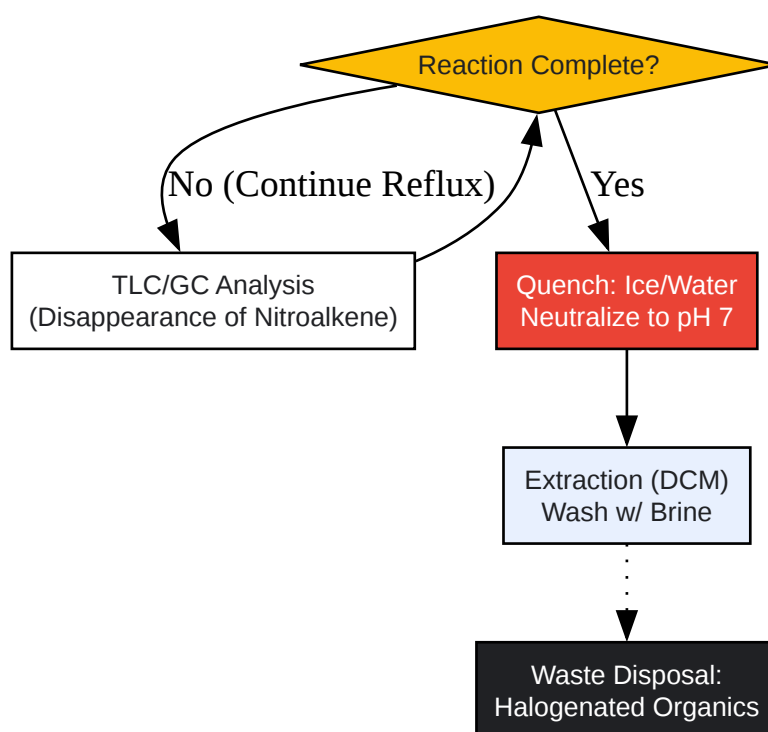 Reaction Complete?
No (Continue Reflux)
Yes
TLC/GC Analysis
(Disappearance of Nitroalkene)
Quench: Ice/Water
Neutralize to pH 7
Extraction (DCM)
Wash w/ Brine
Waste Disposal:
Halogenated Organics